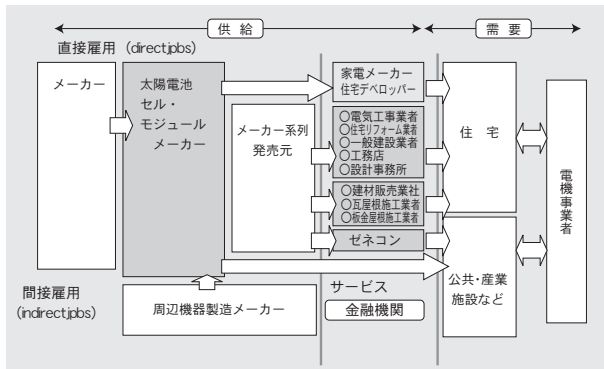 供 給
需 要
直接雇用 (directjpbs)
メーカー
太陽電池
セル・
モジュール
メーカー
メーカー系列
発売元
家電メーカー
住宅デベロッパー
○電気工事業者
○住宅リフォーム業者
○一般建設業者
○工務店
○設計事務所
○建材販売業社
○瓦屋根施工業者
○板金屋根施工業者
ゼネコン
住 宅
公共・産業
施設など
電機事業者
間接雇用
(indirectjpbs)
周辺機器製造メーカー
サービス
金融機関